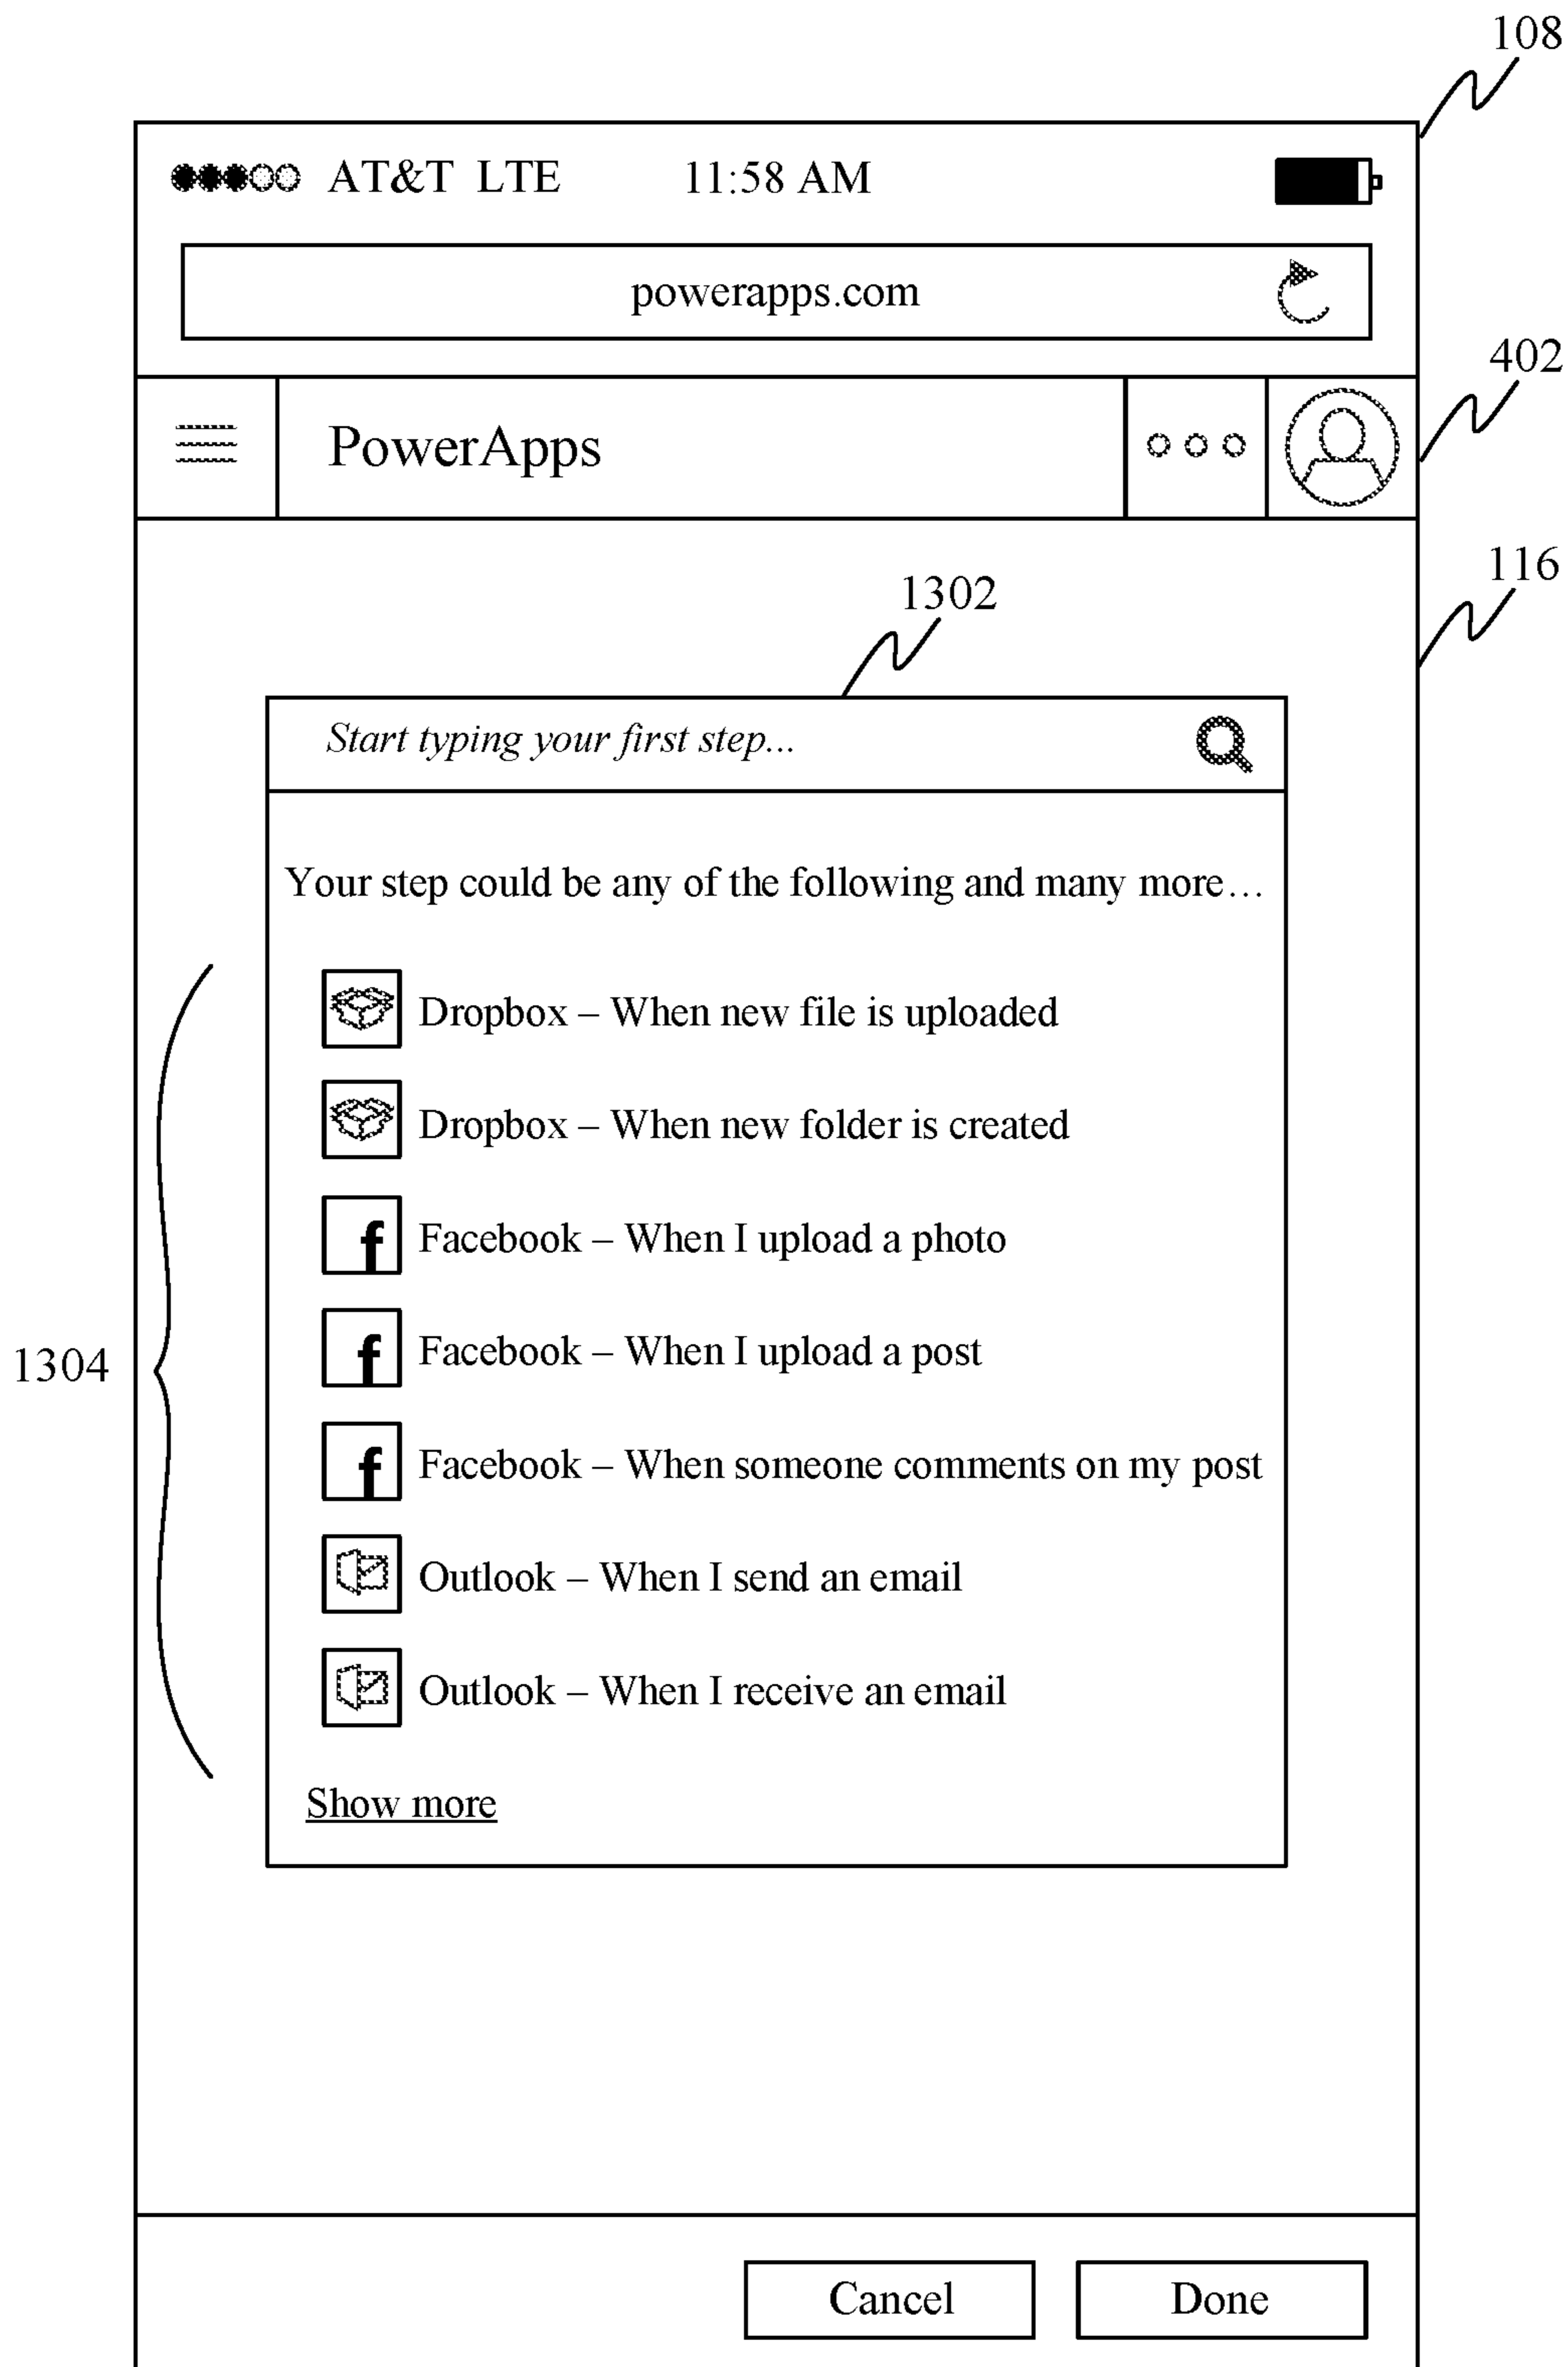 108
AT&T LTE 11:58 AM
powerapps.com
402
PowerApps
116
1302
Start typing your first step...
Your step could be any of the following and many more…
Dropbox – When new file is uploaded
Dropbox – When new folder is created
f Facebook – When I upload a photo
1304
f Facebook – When I upload a post
f Facebook – When someone comments on my post
Outlook – When I send an email
Outlook – When I receive an email
Show more
Cancel Done